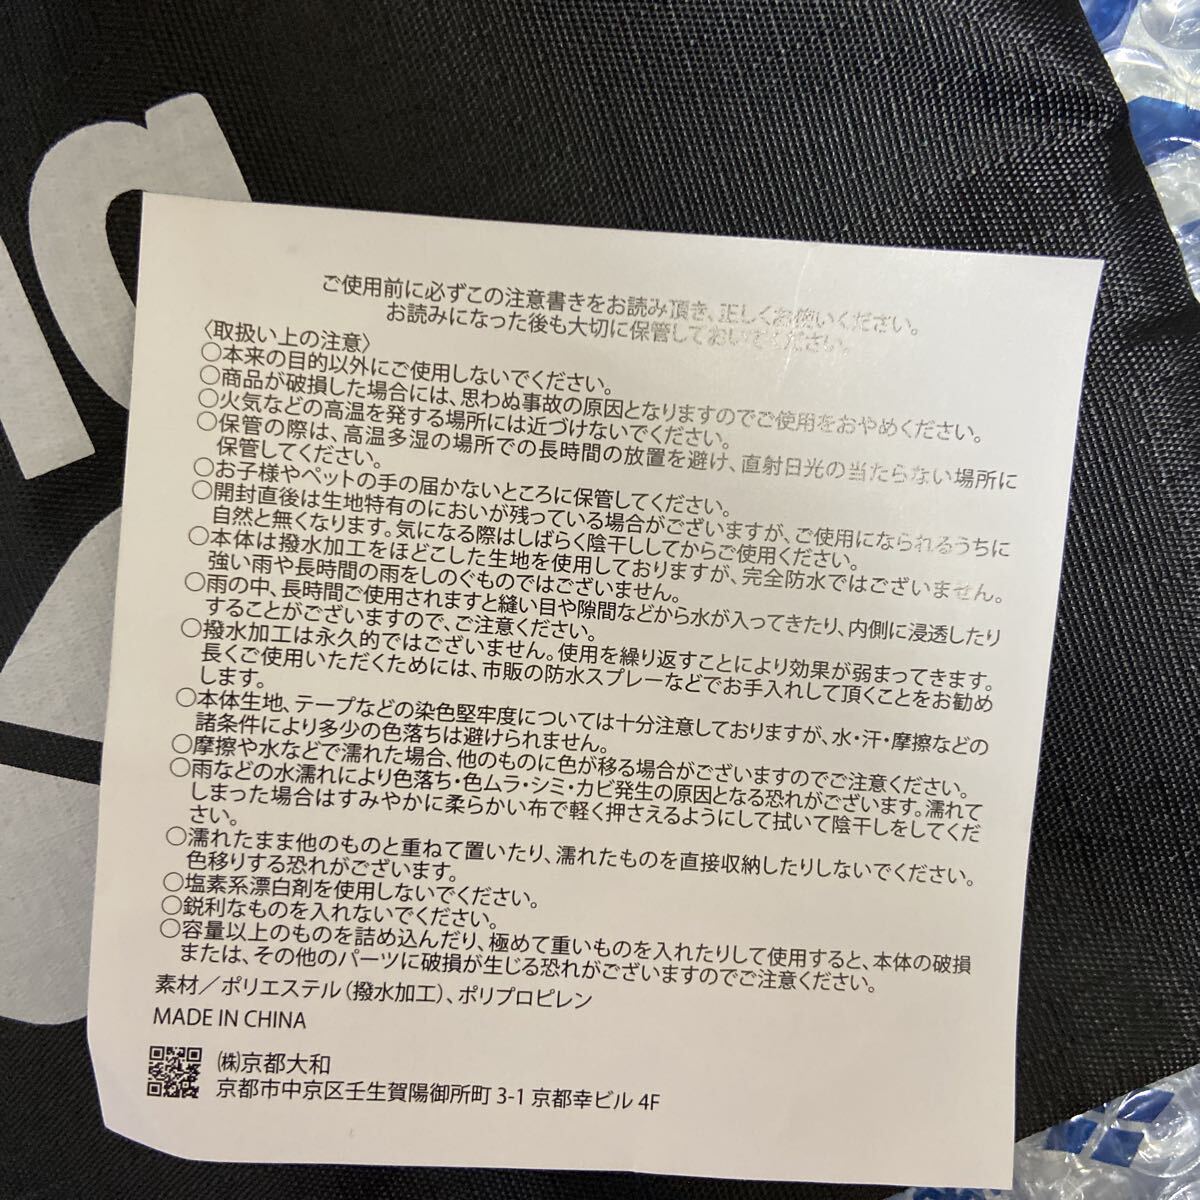 ご使用前に必ずこの注意書きをお読み頂き、正しくお使いください。
お読みになった後も大切に保管しておいてください。
〈取扱い上の注意〉
○本来の目的以外にご使用しないでください。
○商品が破損した場合には、思わぬ事故の原因となりますのでご使用をおやめください。
○火気などの高温を発する場所には近づけないでください。
○保管の際は、高温多湿の場所での長時間の放置を避け、直射日光の当たらない場所に
保管してください。
○お子様やペットの手の届かないところに保管してください。
○開封直後は生地特有のにおいが残っている場合がございますが、ご使用になられるうちに
自然と無くなります。気になる際はしばらく陰干ししてからご使用ください。
○本体は撥水加工をほどこした生地を使用しておりますが、完全防水ではございません。
強い雨や長時間の雨をしのぐものではございません。
○雨の中、長時間ご使用されますと縫い目や隙間などから水が入ってきたり、内側に浸透したり
することがございますので、ご注意ください。
○撥水加工は永久的ではございません。使用を繰り返すことにより効果が弱まってきます。
長くご使用いただくためには、市販の防水スプレーなどでお手入れして頂くことをお勧め
します。
○本体生地、テープなどの染色堅牢度については十分注意しておりますが、水・汗・摩擦などの
諸条件により多少の色落ちは避けられません。
○摩擦や水などで濡れた場合、他のものに色が移る場合がございますのでご注意ください。
○雨などの水濡れにより色落ち・色ムラ・シミ・カビ発生の原因となる恐れがございます。濡れて
しまった場合はすみやかに柔らかい布で軽く押さえるようにして拭いて陰干しをしてくだ
さい。
○濡れたまま他のものと重ねて置いたり、濡れたものを直接収納したりしないでください。
色移りする恐れがございます。
○塩素系漂白剤を使用しないでください。
○鋭利なものを入れないでください。
○容量以上のものを詰め込んだり、極めて重いものを入れたりして使用すると、本体の破損
または、その他のパーツに破損が生じる恐れがございますのでご注意ください。
素材／ポリエステル（撥水加工）、ポリプロピレン
MADE IN CHINA
㈱京都大和
京都市中京区壬生賀陽御所町 3-1 京都幸ビル 4F